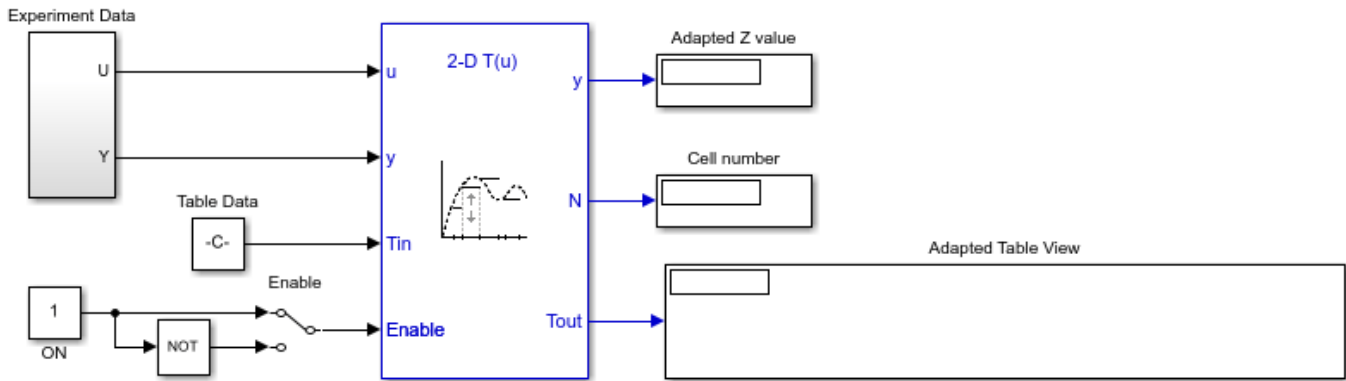 Experiment Data
U
Y
Table Data
-C-
Enable
1
ON
NOT
2-D T(u)
u
y
Tin
Enable
y
N
Tout
Adapted Z value
Cell number
Adapted Table View